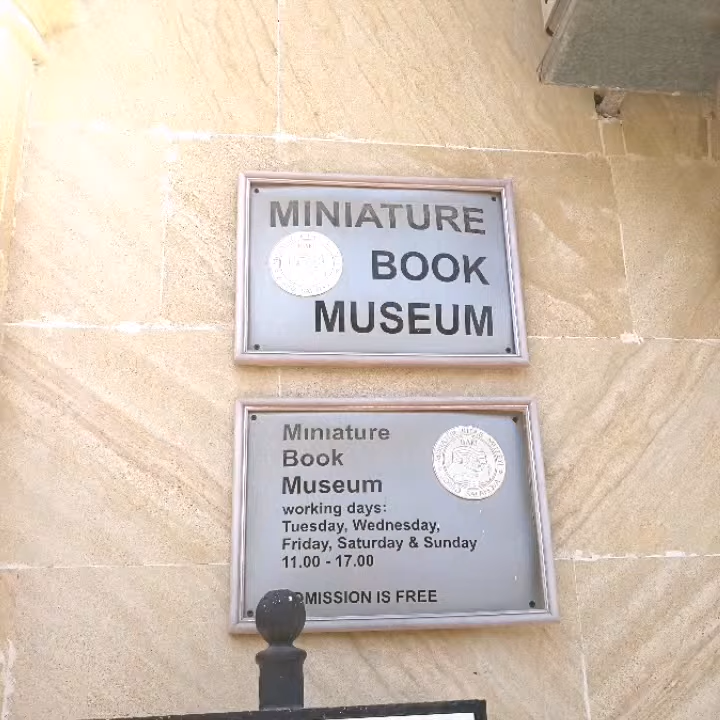 MINIATURE
BOOK
MUSEUM
Miniature
Book
Museum
working days:
Tuesday, Wednesday,
Friday, Saturday & Sunday
11.00 - 17.00
IS FREE